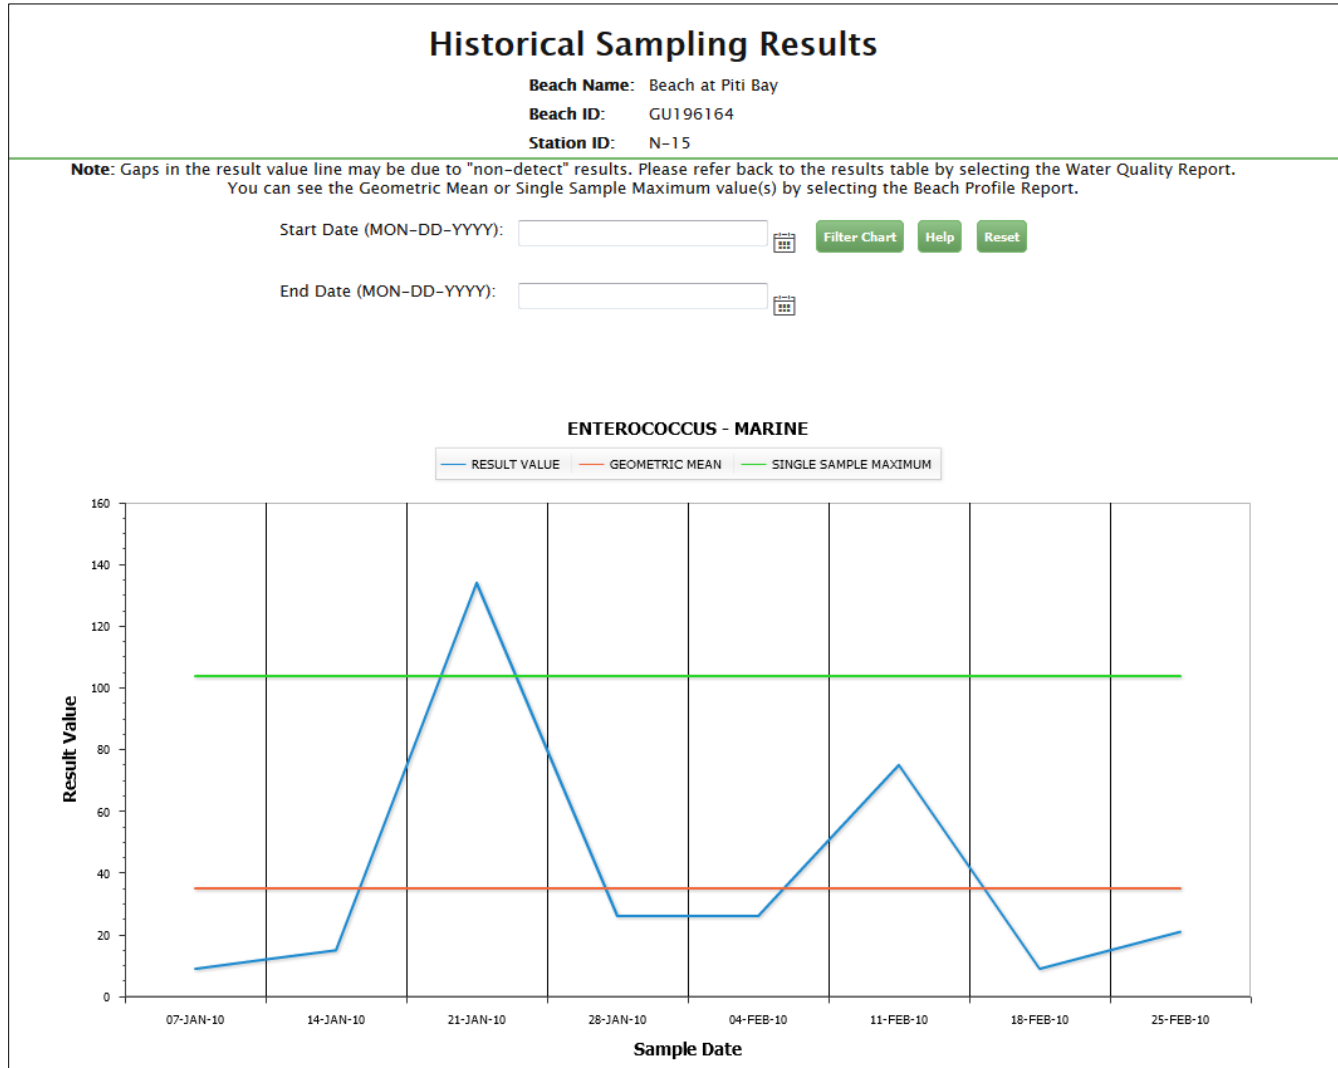 Historical Sampling Results
Beach Name: Beach at Piti Bay
Beach ID: GU196164
Station ID: N-15
Note: Gaps in the result value line may be due to "non-detect" results. Please refer back to the results table by selecting the Water Quality Report.
You can see the Geometric Mean or Single Sample Maximum value(s) by selecting the Beach Profile Report.
Start Date (MON-DD-YYYY): Filter Chart Help Reset
End Date (MON-DD-YYYY):
ENTEROCOCCUS - MARINE
RESULT VALUE GEOMETRIC MEAN SINGLE SAMPLE MAXIMUM
160
140
120
100
80
60
40
20
0
Result Value
07-JAN-10 14-JAN-10 21-JAN-10 28-JAN-10 04-FEB-10 11-FEB-10 18-FEB-10 25-FEB-10
Sample Date